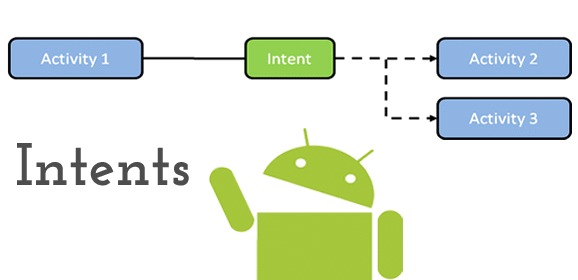 Activity 1
Intent
Activity 2
Activity 3
Intents